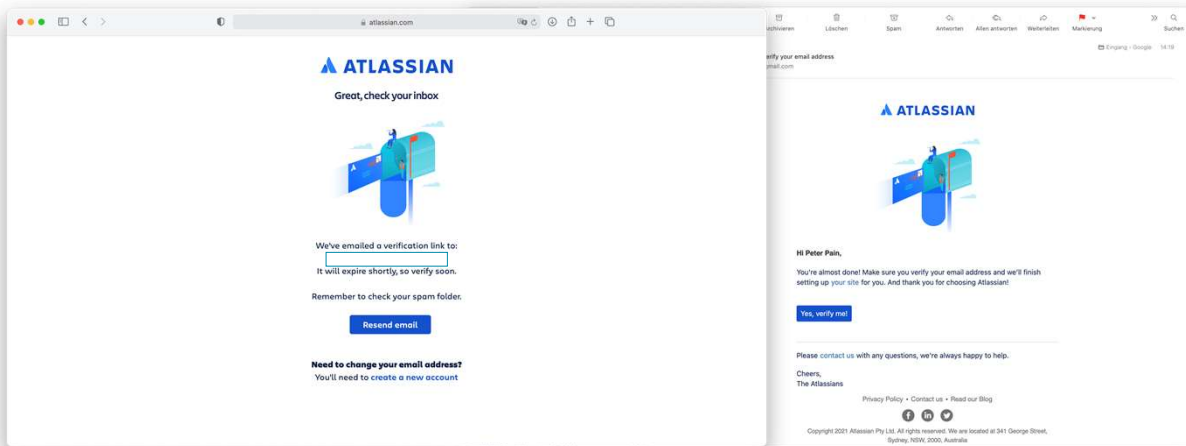 atlassian.com
ATLASSIAN
Great, check your inbox
We've emailed a verification link to:
It will expire shortly, so verify soon.
Remember to check your spam folder.
Resend email
Need to change your email address?
You'll need to create a new account
Löschen
Spam
Antworten
Allen antworten
Weiterleiten
Markierung
Suchen
Eingang - Google 14:19
your email address
ATLASSIAN
Hi Peter Pain,
You're almost done! Make sure you verify your email address and we'll finish
setting up your site for you. And thank you for choosing Atlassian!
Yes, verify me!
Please contact us with any questions, we're always happy to help.
Cheers,
The Atlassians
Privacy Policy • Contact us • Read our Blog
Copyright 2021 Atlassian Pty Ltd. All rights reserved. We are located at 341 George Street,
Sydney, NSW, 2000, Australia